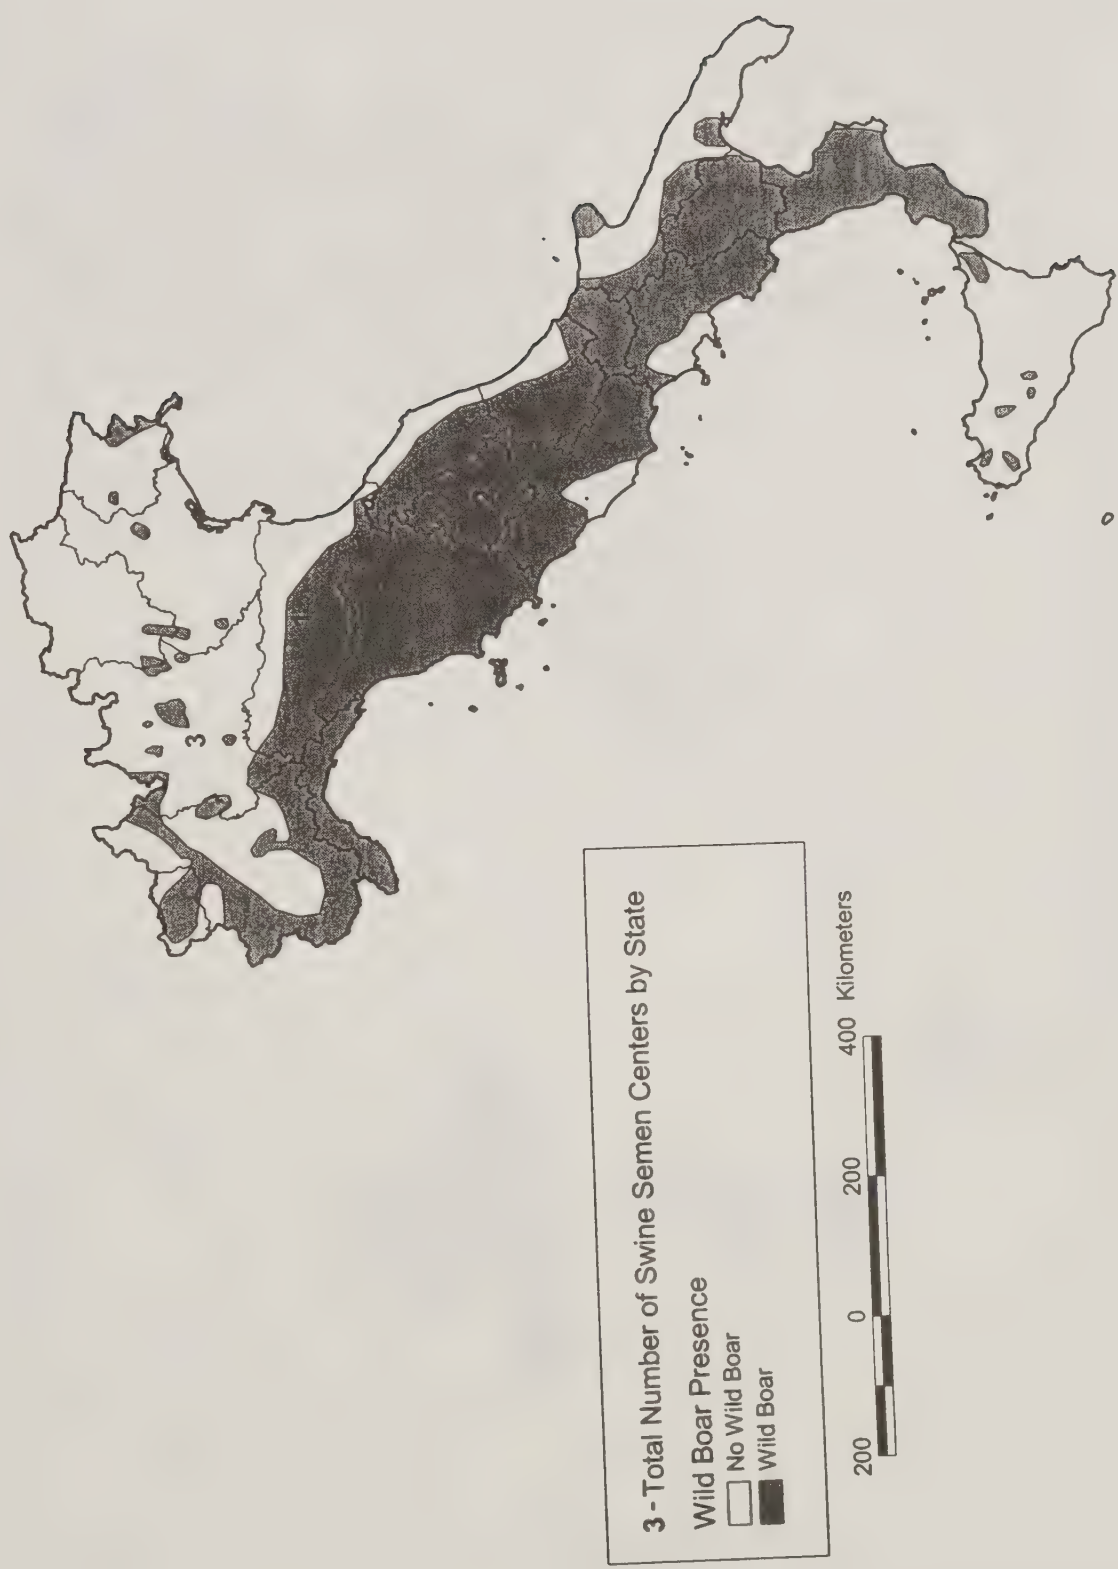 3
3 - Total Number of Swine Semen Centers by State
Wild Boar Presence
No Wild Boar
Wild Boar
200 0 200 400 Kilometers